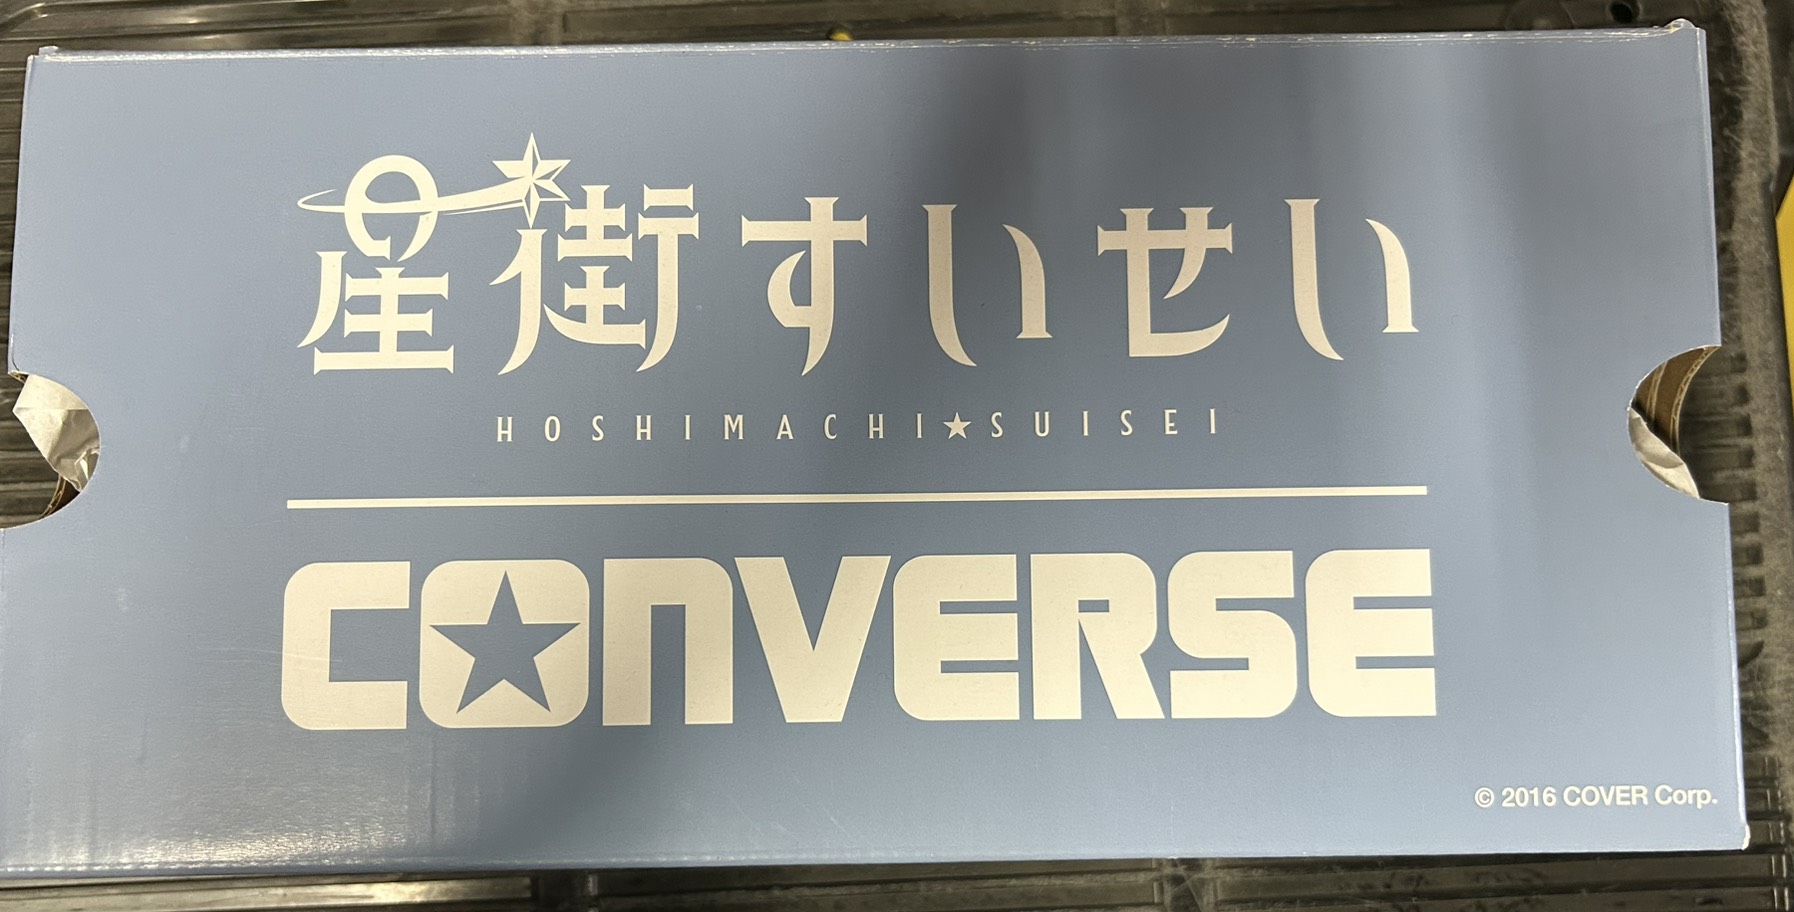 星街すいせい
HOSHIMACHI★SUISEI
CONVERSE
© 2016 COVER Corp.